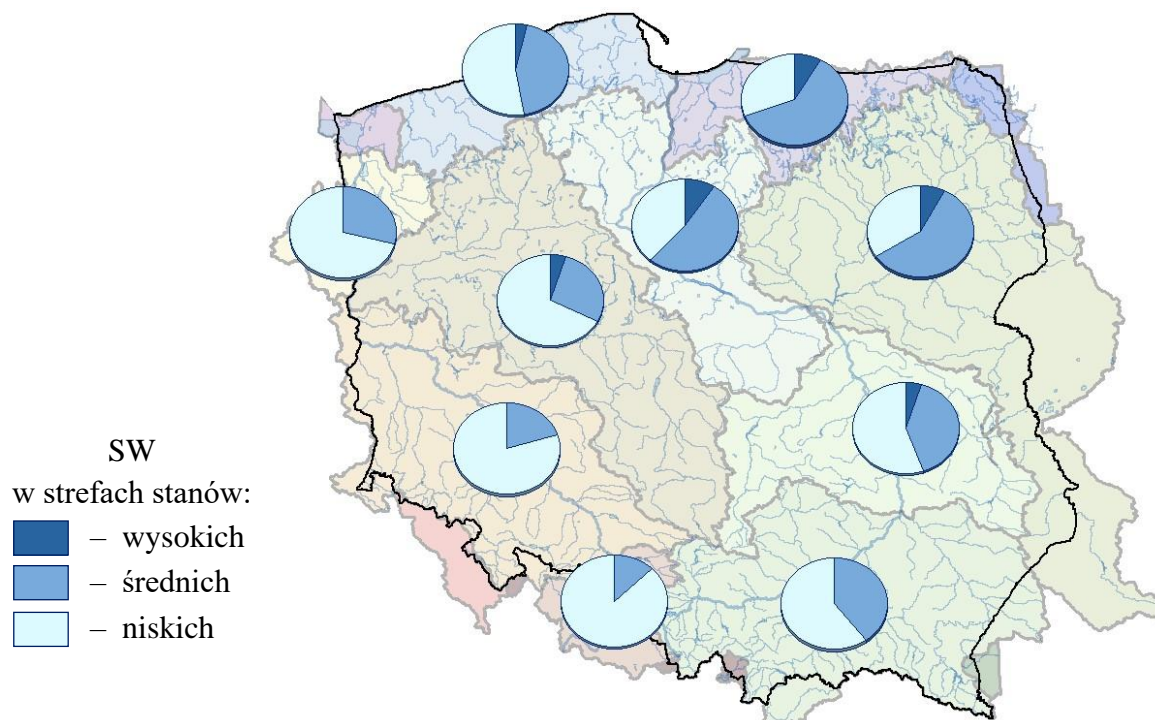 SW
w strefach stanów:
– wysokich
– średnich
– niskich